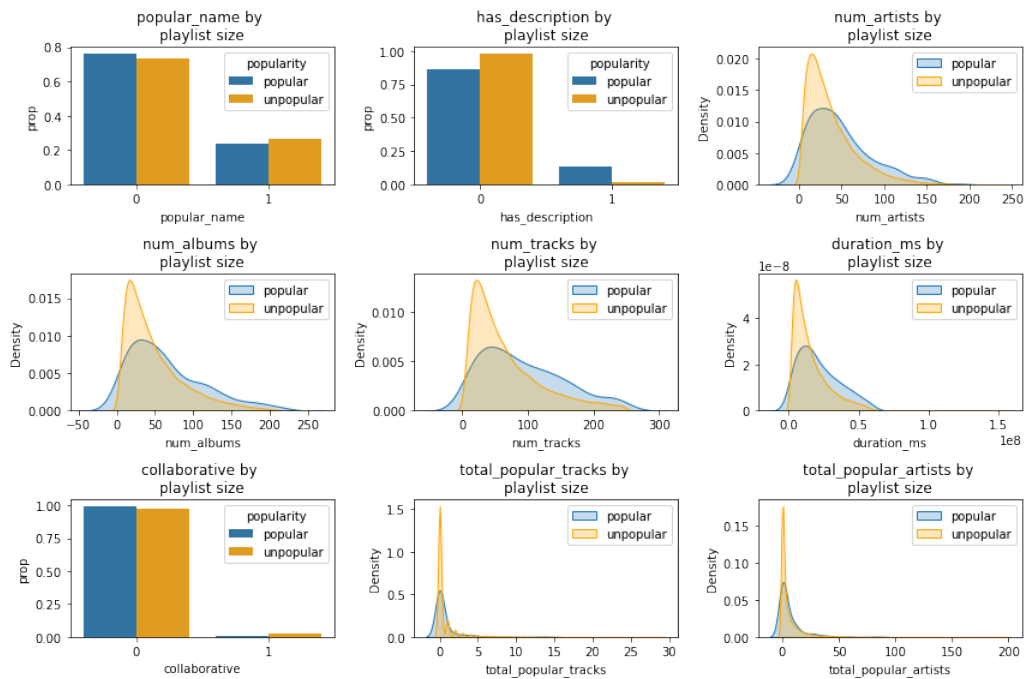 popular_name by
playlist size
0.8
0.6
0.4
0.2
0.0
prop
popularity
popular
unpopular
0
1
popular_name
has_description by
playlist size
1.00
0.75
0.50
0.25
0.00
prop
popularity
popular
unpopular
0
1
has_description
num_artists by
playlist size
0.020
0.015
0.010
0.005
0.000
Density
popular
unpopular
0
50
100
150
200
250
num_artists
num_albums by
playlist size
0.015
0.010
0.005
0.000
Density
popular
unpopular
−50
0
50
100
150
200
250
num_albums
num_tracks by
playlist size
0.015
0.010
0.005
0.000
Density
popular
unpopular
0
100
200
300
num_tracks
duration_ms by
playlist size
1e−8
4
2
0
Density
popular
unpopular
0.0
0.5
1.0
1.5
1e8
duration_ms
collaborative by
playlist size
1.00
0.75
0.50
0.25
0.00
prop
popularity
popular
unpopular
0
1
collaborative
total_popular_tracks by
playlist size
1.5
1.0
0.5
0.0
Density
popular
unpopular
0
5
10
15
20
25
30
total_popular_tracks
total_popular_artists by
playlist size
0.15
0.10
0.05
0.00
Density
popular
unpopular
0
50
100
150
200
total_popular_artists